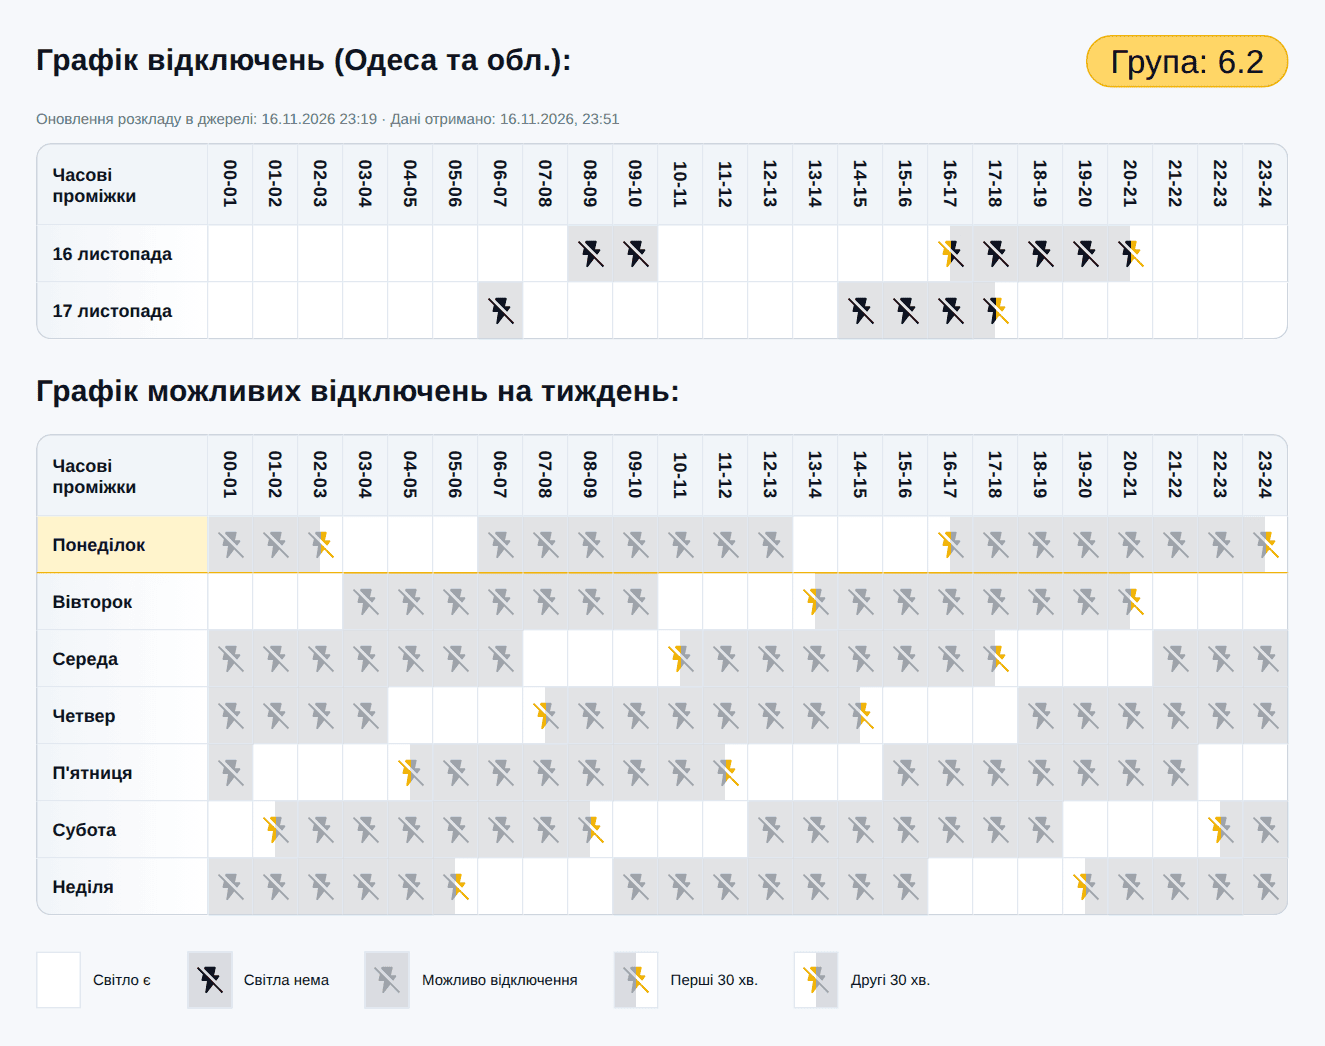 Графік відключень (Одеса та обл.):
Група: 6.2
Оновлення розкладу в джерелі: 16.11.2026 23:19 · Дані отримано: 16.11.2026, 23:51
Часові проміжки 00-01 01-02 02-03 03-04 04-05 05-06 06-07 07-08 08-09 09-10 10-11 11-12 12-13 13-14 14-15 15-16 16-17 17-18 18-19 19-20 20-21 21-22 22-23 23-24
16 листопада
17 листопада
Графік можливих відключень на тиждень:
Часові проміжки 00-01 01-02 02-03 03-04 04-05 05-06 06-07 07-08 08-09 09-10 10-11 11-12 12-13 13-14 14-15 15-16 16-17 17-18 18-19 19-20 20-21 21-22 22-23 23-24
Понеділок
Вівторок
Середа
Четвер
П'ятниця
Субота
Неділя
Світло є Світла нема Можливо відключення Перші 30 хв. Другі 30 хв.